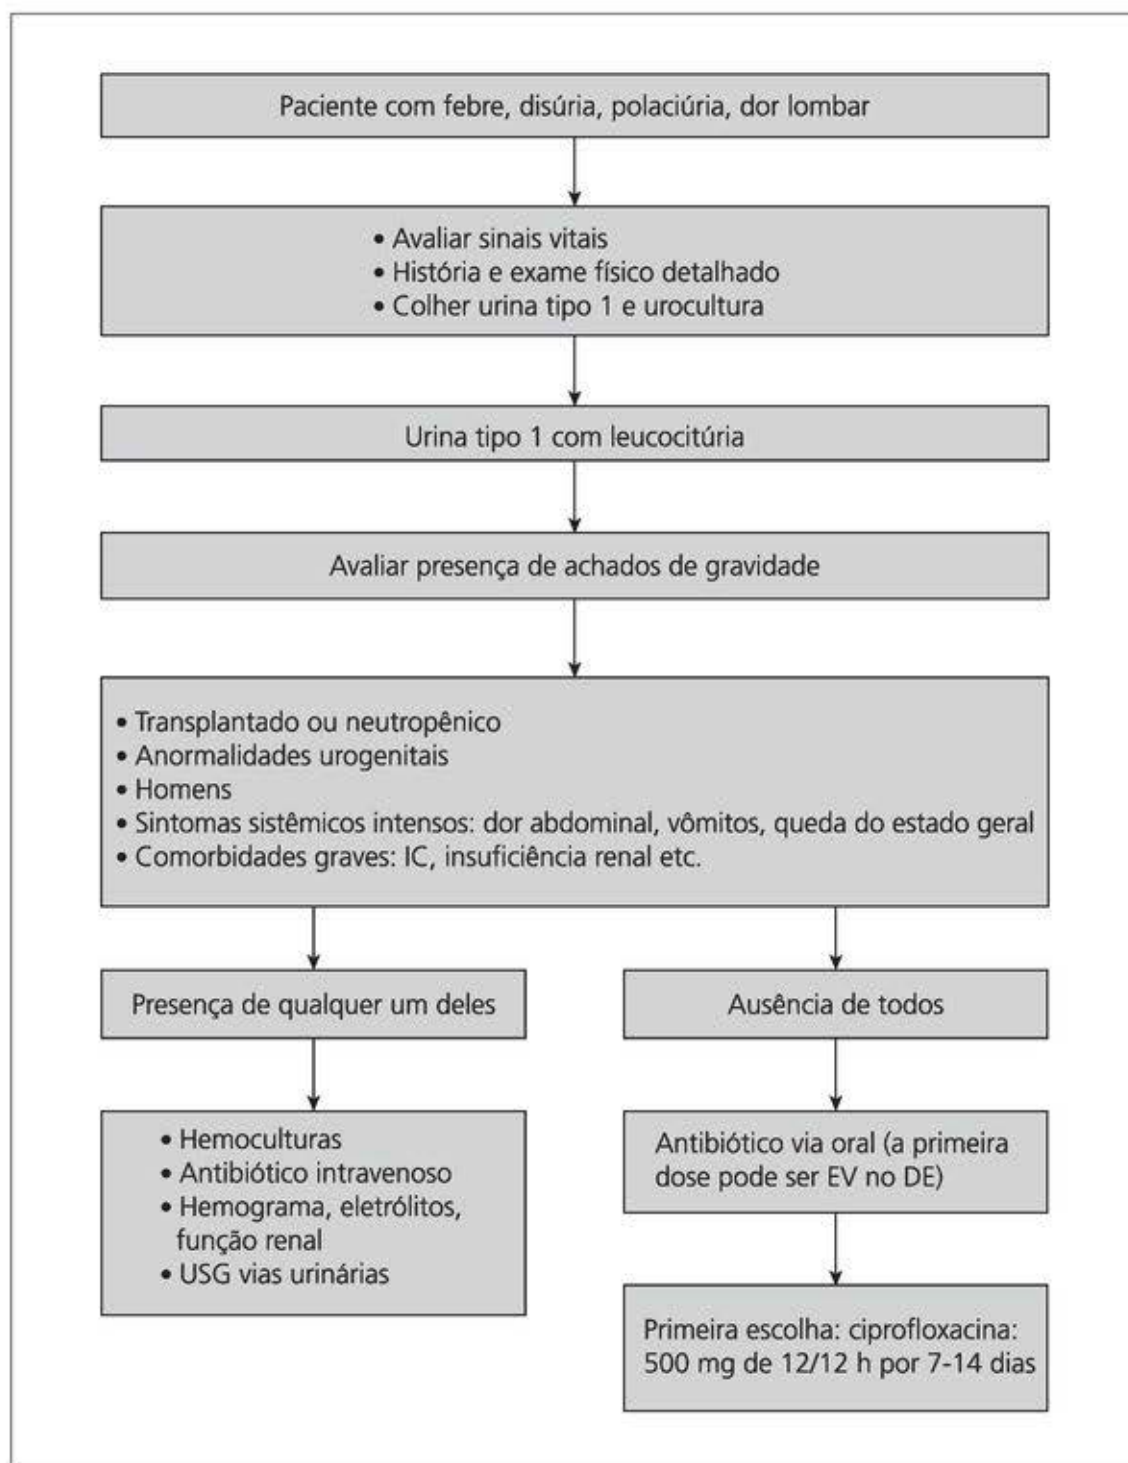 Paciente com febre, disúria, polaciúria, dor lombar
• Avaliar sinais vitais
• História e exame físico detalhado
• Colher urina tipo 1 e urocultura
Urina tipo 1 com leucocitúria
Avaliar presença de achados de gravidade
• Transplantado ou neutropênico
• Anormalidades urogenitais
• Homens
• Sintomas sistêmicos intensos: dor abdominal, vômitos, queda do estado geral
• Comorbidades graves: IC, insuficiência renal etc.
Presença de qualquer um deles
• Hemoculturas
• Antibiótico intravenoso
• Hemograma, eletrólitos,
função renal
• USG vias urinárias
Ausência de todos
Antibiótico via oral (a primeira
dose pode ser EV no DE)
Primeira escolha: ciprofloxacina:
500 mg de 12/12 h por 7-14 dias